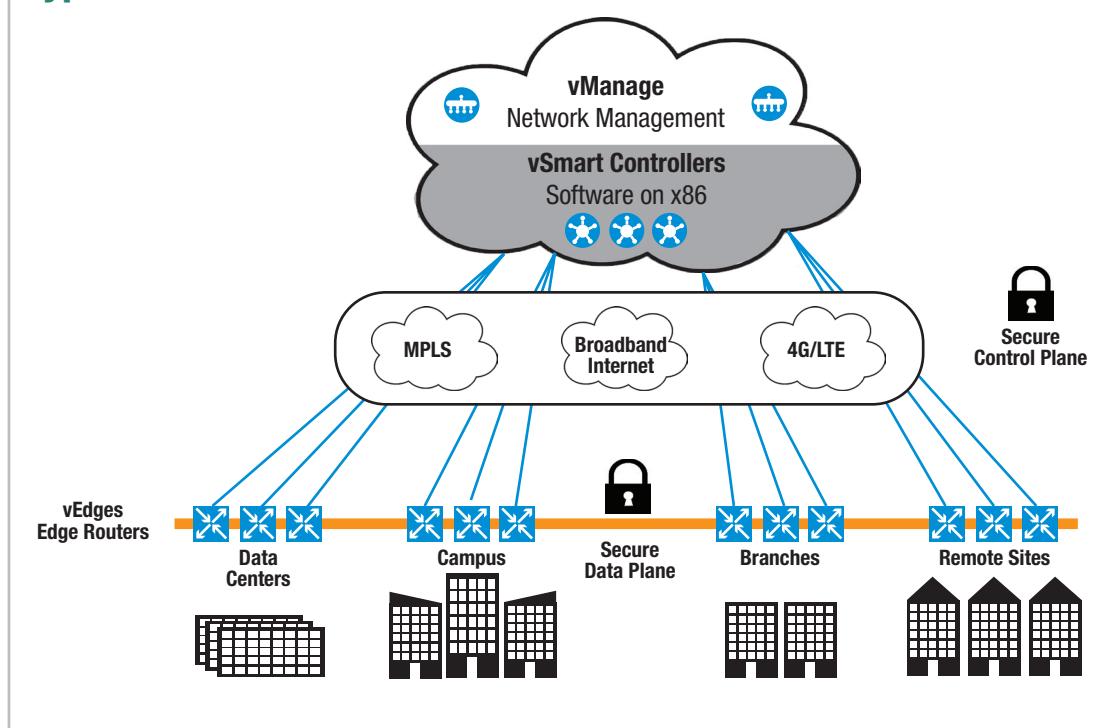 vManage
Network Management
vSmart Controllers
Software on x86
MPLS
Broadband
Internet
4G/LTE
Secure
Control Plane
vEdges
Edge Routers
Data
Centers
Campus
Secure
Data Plane
Branches
Remote Sites